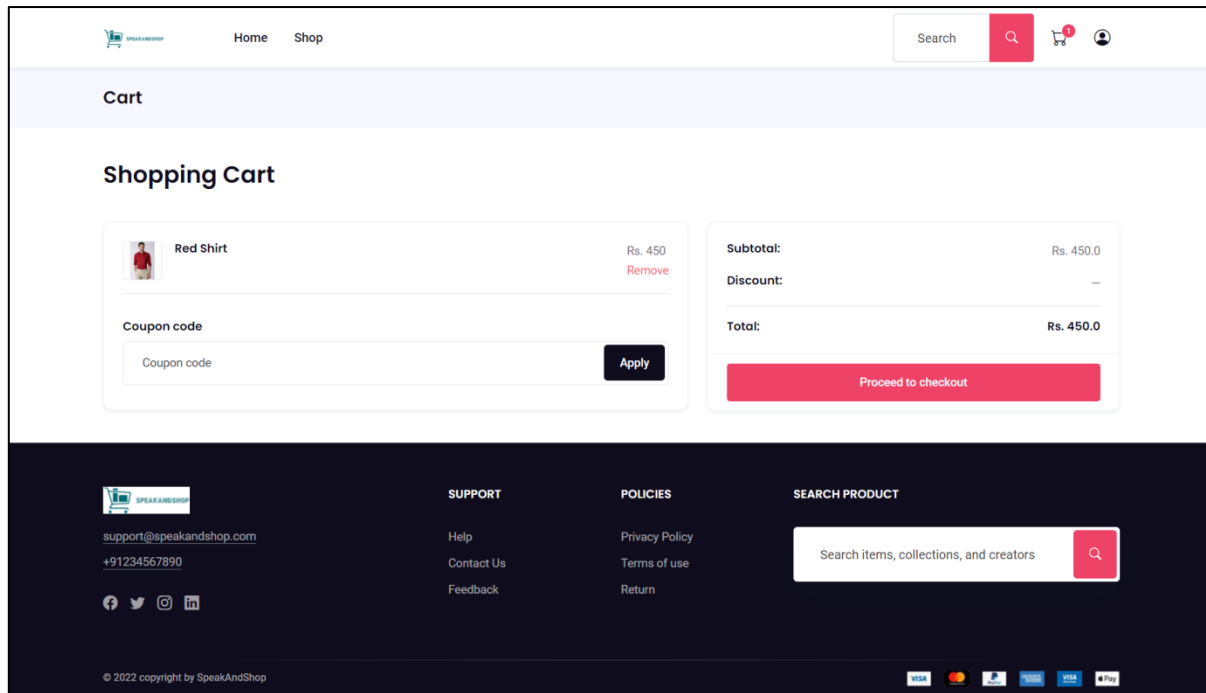 SPEAKANDSHOP Home Shop Search 1
Cart
Shopping Cart
Red Shirt Rs. 450
Remove
Coupon code
Coupon code Apply
Subtotal: Rs. 450.0
Discount: —
Total: Rs. 450.0
Proceed to checkout
SPEAKANDSHOP
support@speakandshop.com
+91234567890
SUPPORT
Help
Contact Us
Feedback
POLICIES
Privacy Policy
Terms of use
Return
SEARCH PRODUCT
Search items, collections, and creators
© 2022 copyright by SpeakAndShop
VISA PayPal VISA Pay